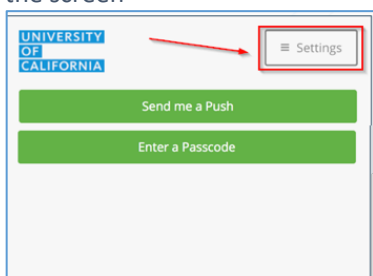 the screen
UNIVERSITY
OF
CALIFORNIA
≡ Settings
Send me a Push
Enter a Passcode